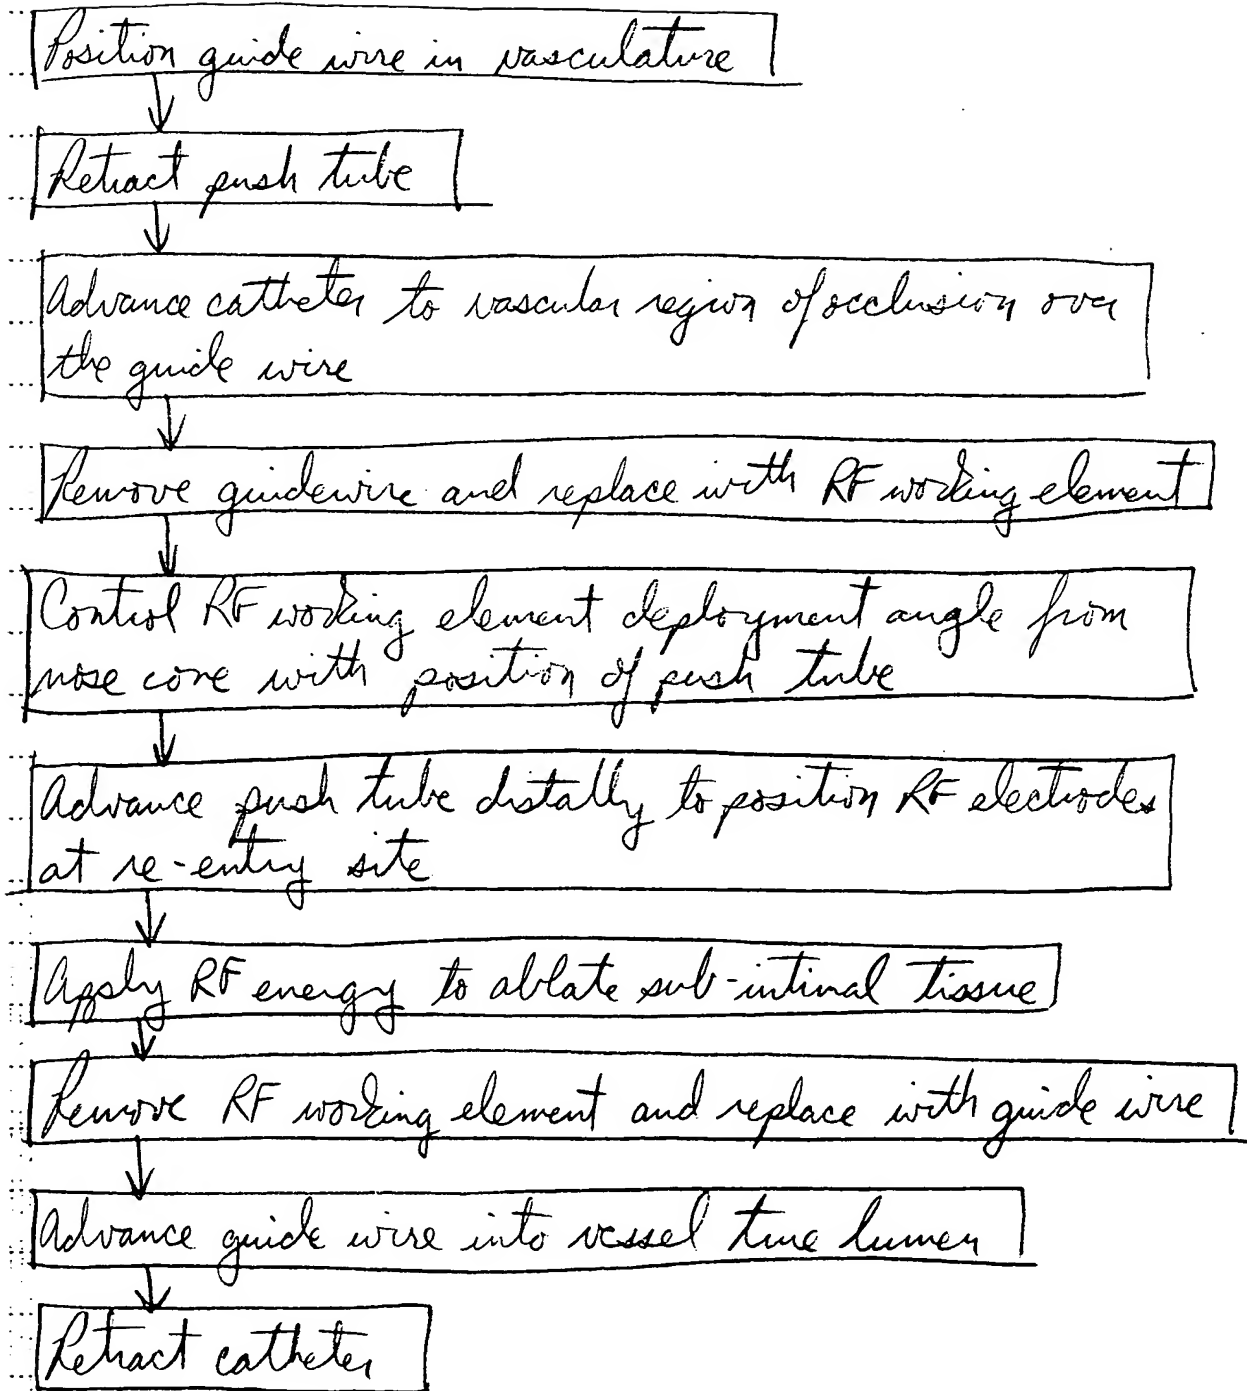 Position guide wire in vasculature
Retract push tube
Advance catheter to vascular region of occlusion over
the guide wire
Remove guidewire and replace with RF working element
Control RF working element deployment angle from
nose cone with position of push tube
Advance push tube distally to position RF electrodes
at re-entry site
Apply RF energy to ablate sub-intimal tissue
Remove RF working element and replace with guide wire
Advance guide wire into vessel true lumen
Retract catheter